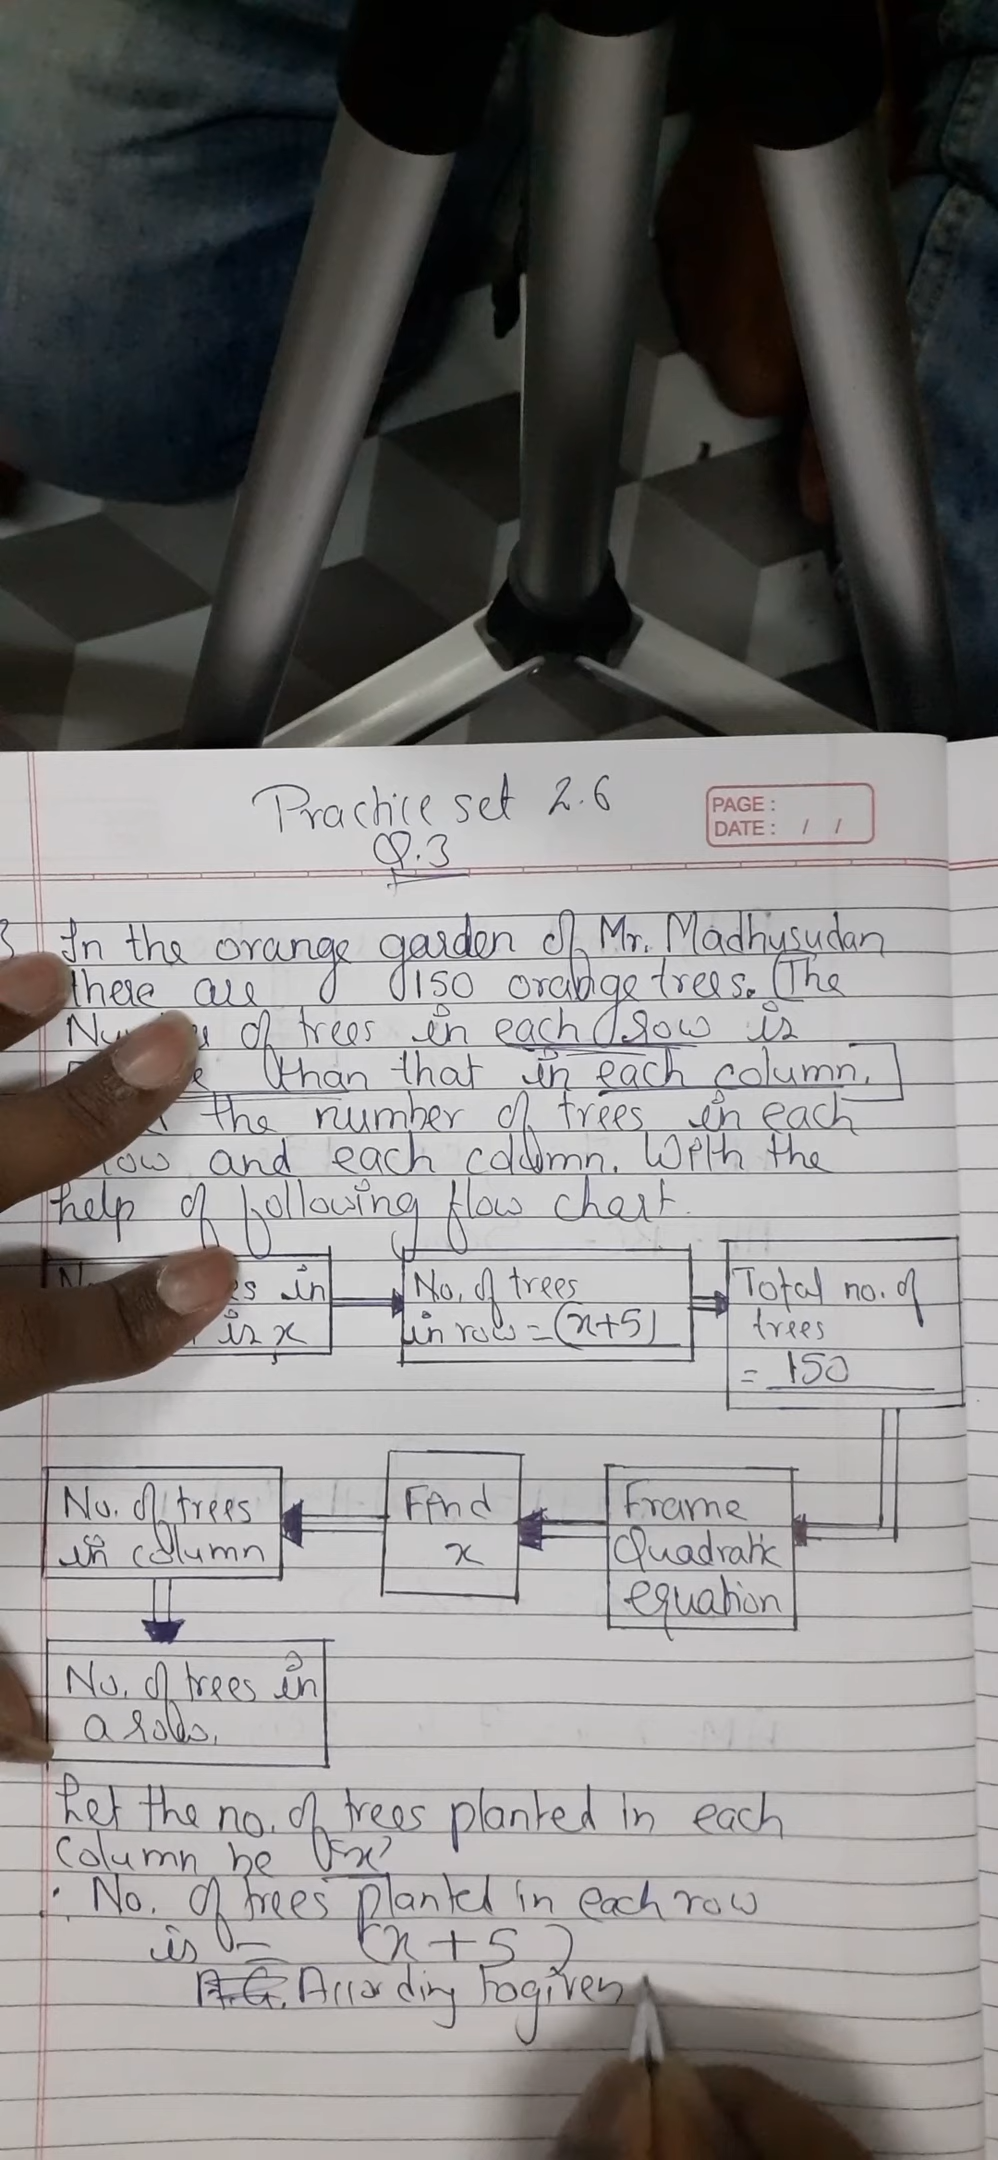 Practice set 2.6
Q.3
PAGE :
DATE : / /
3 In the orange garden of Mr. Madhusudan
there are 150 orange trees. (The
of trees in each row is
than that in each column.
the number of trees in each
row and each column. With the
help of following flow chart.
in
is x
No. of trees
in row = (x+5)
Total no. of
trees
= 150
Frame
Quadratic
equation
Find
x
No. of trees
in column
No. of trees in
a row.
Let the no. of trees planted in each
column be 'x'
No. of trees planted in each row
is = (x+5)
A.G. According to given